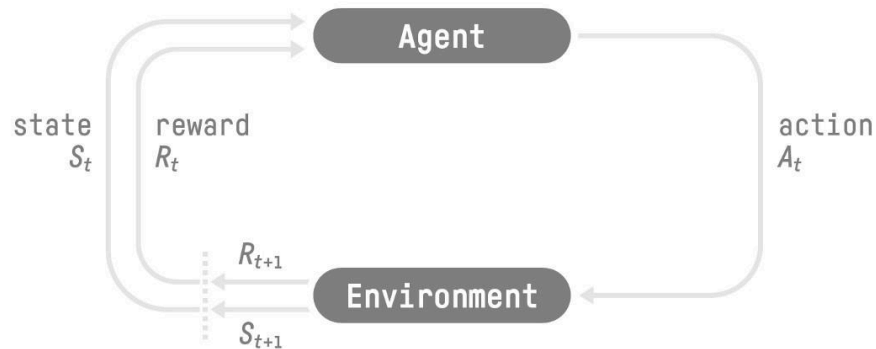 Agent
state
S_t
reward
R_t
action
A_t
R_{t+1}
Environment
S_{t+1}